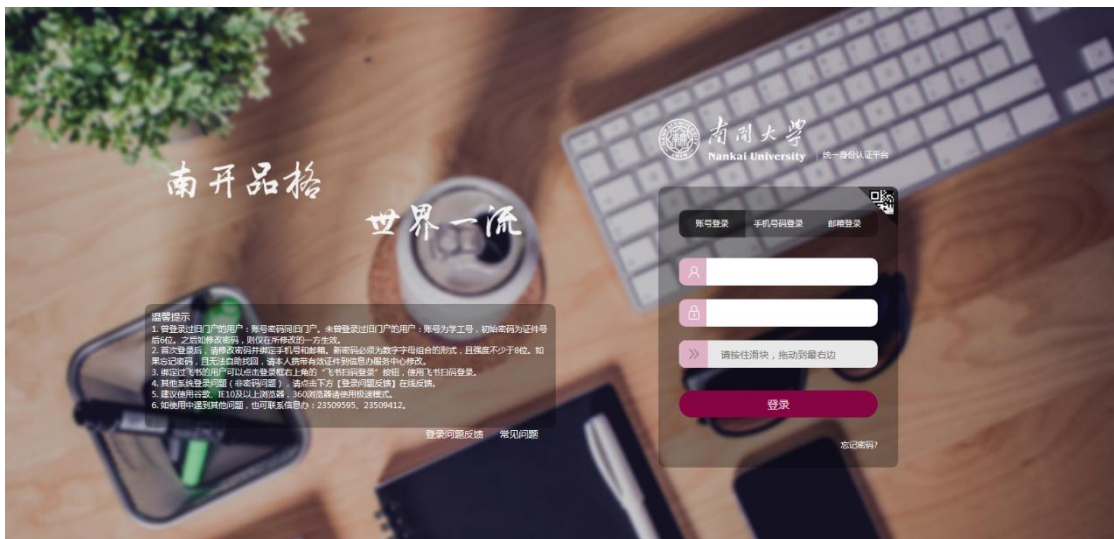 南开品格
世界一流
温馨提示
1. 曾登录过旧门户的用户：账号密码同旧门户。未曾登录过旧门户的用户：账号为学工号，初始密码为证件号
后6位。之后如修改密码，则仅在所修改的一方生效。
2. 首次登录后，请修改密码并绑定手机号和邮箱。新密码必须为数字字母组合的形式，且强度不少于8位。如
果忘记密码，且无法自助找回，请本人携带有效证件到信息办服务中心修改。
3. 绑定过飞书的用户可以点击登录框右上角的“飞书扫码登录”按钮，使用飞书扫码登录。
4. 其他系统登录问题（非密码问题），请点击下方【登录问题反馈】在线反馈。
5. 建议使用谷歌、IE10及以上浏览器，360浏览器请使用极速模式。
6. 如使用中遇到其他问题，也可联系信息办：23509595、23509412。
登录问题反馈 常见问题
南开大学
Nankai University | 统一身份认证平台
账号登录 手机号码登录 邮箱登录
请按住滑块，拖动到最右边
登录
忘记密码?